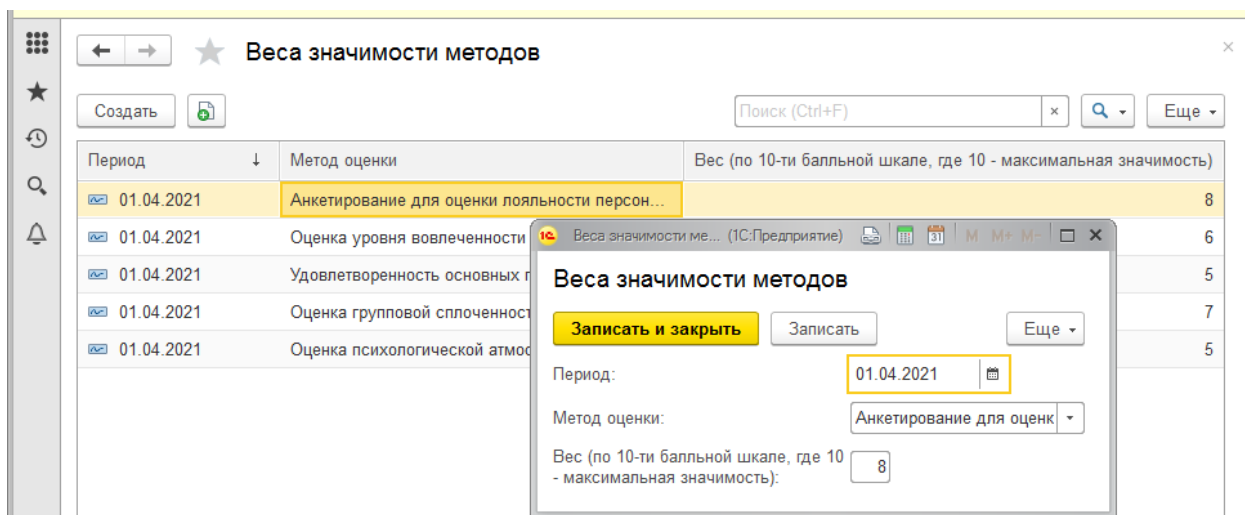 Веса значимости методов
Создать
Поиск (Ctrl+F)
×
Еще
Период ↓ Метод оценки Вес (по 10-ти балльной шкале, где 10 - максимальная значимость)
01.04.2021 Анкетирование для оценки лояльности персон... 8
01.04.2021 Оценка уровня вовлеченности 6
01.04.2021 Удовлетворенность основных 5
01.04.2021 Оценка групповой 7
01.04.2021 Оценка психологической 5
1С Веса значимости ме... (1С:Предприятие) 31 M M+ M-
Веса значимости методов
Записать и закрыть Записать Еще
Период: 01.04.2021
Метод оценки: Анкетирование для оценк
Вес (по 10-ти балльной шкале, где 10
- максимальная значимость): 8